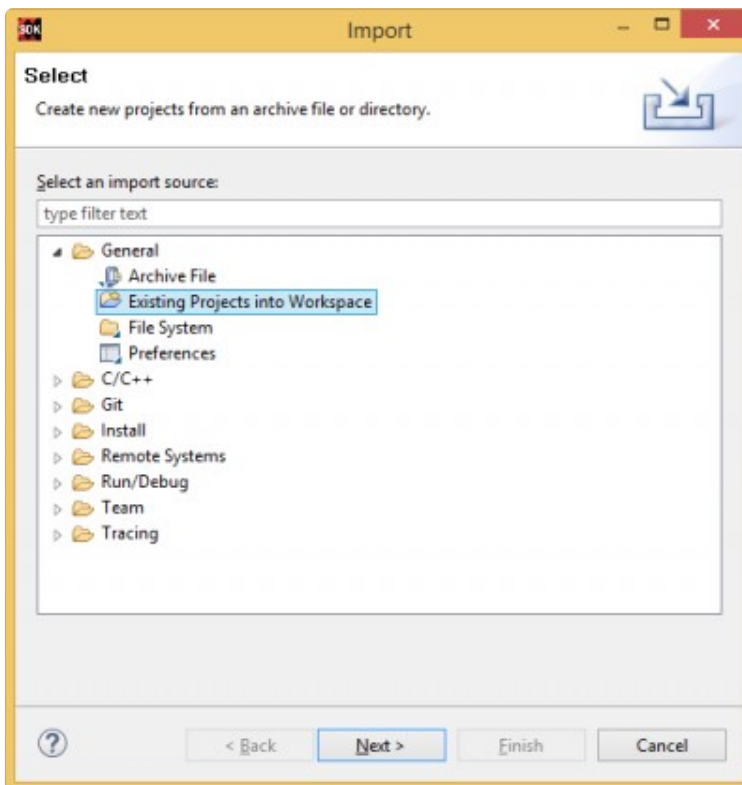 SDK
Import
Select
Create new projects from an archive file or directory.
Select an import source:
type filter text
General
Archive File
Existing Projects into Workspace
File System
Preferences
C/C++
Git
Install
Remote Systems
Run/Debug
Team
Tracing
?
< Back
Next >
Finish
Cancel